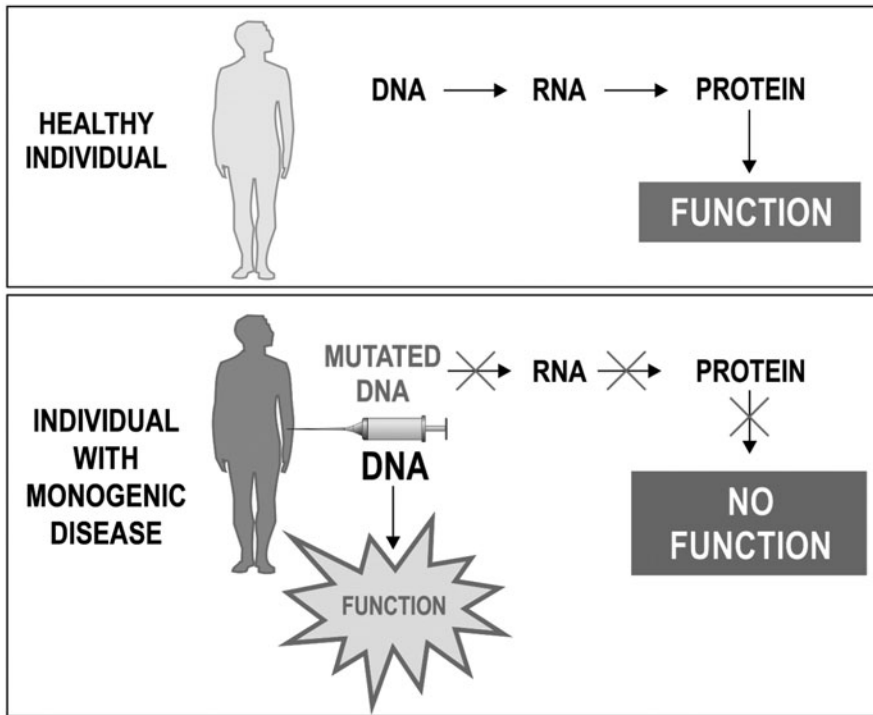 HEALTHY
INDIVIDUAL
DNA
RNA
PROTEIN
FUNCTION
INDIVIDUAL
WITH
MONOGENIC
DISEASE
MUTATED
DNA
RNA
PROTEIN
DNA
FUNCTION
NO
FUNCTION